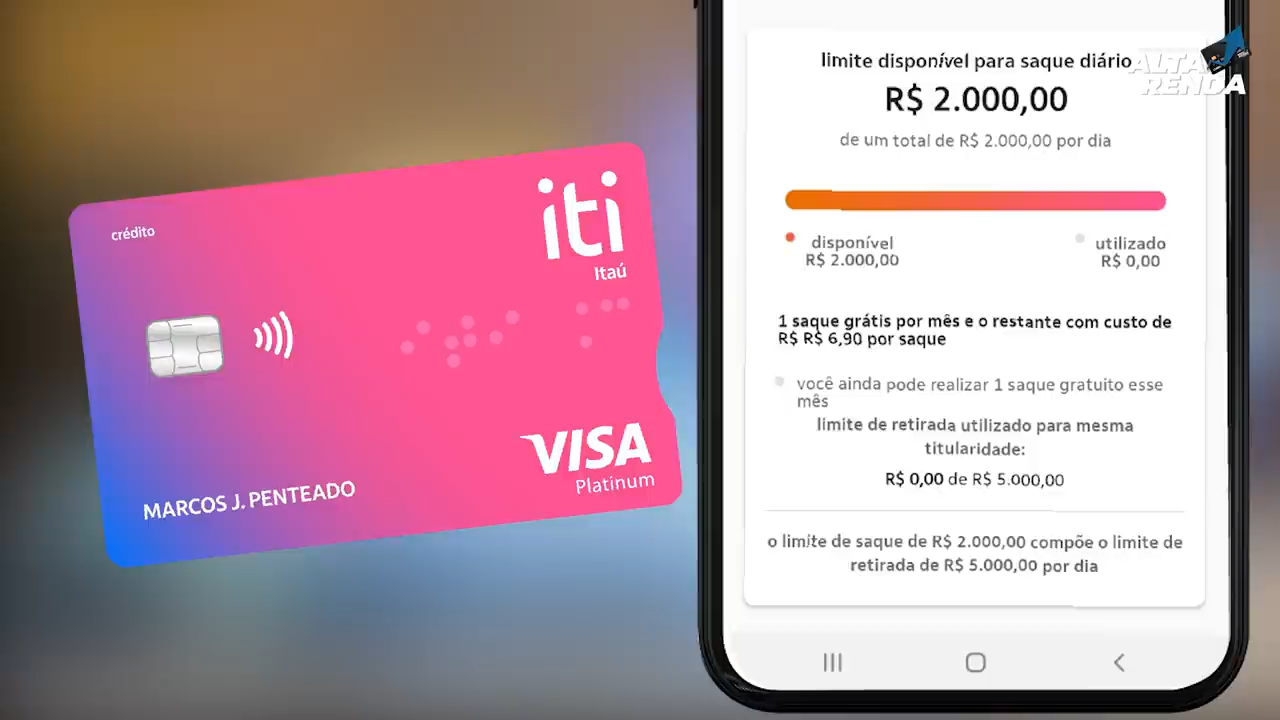 crédito
iti
Itaú
VISA
Platinum
MARCOS J. PENTEADO
ALTA
RENDA
limite disponível para saque diário
R$ 2.000,00
de um total de R$ 2.000,00 por dia
disponível
R$ 2.000,00
utilizado
R$ 0,00
1 saque grátis por mês e o restante com custo de
R$ R$ 6,90 por saque
você ainda pode realizar 1 saque gratuito esse
mês
limite de retirada utilizado para mesma
titularidade:
R$ 0,00 de R$ 5.000,00
o limite de saque de R$ 2.000,00 compõe o limite de
retirada de R$ 5.000,00 por dia